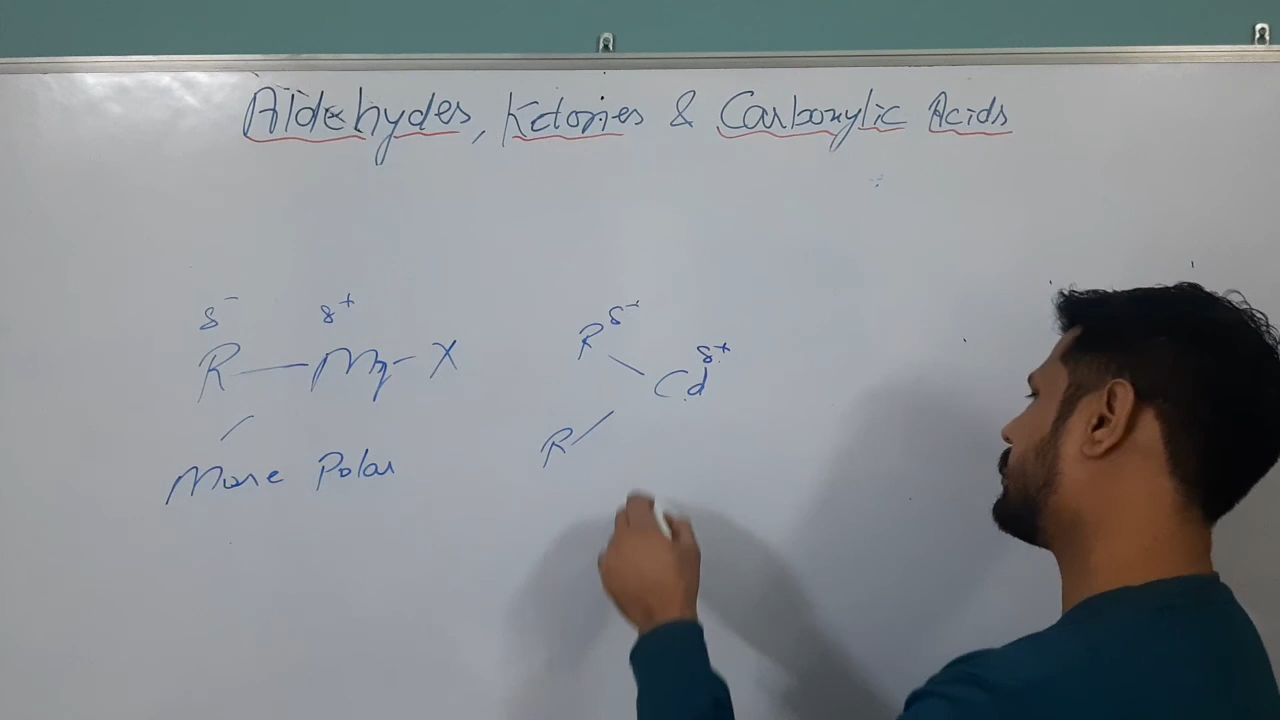 Aldehydes, Ketones & Carboxylic Acids
δ⁻ δ⁺
R—Mg–X
More Polar
R δ⁻
Cd δ⁺
R